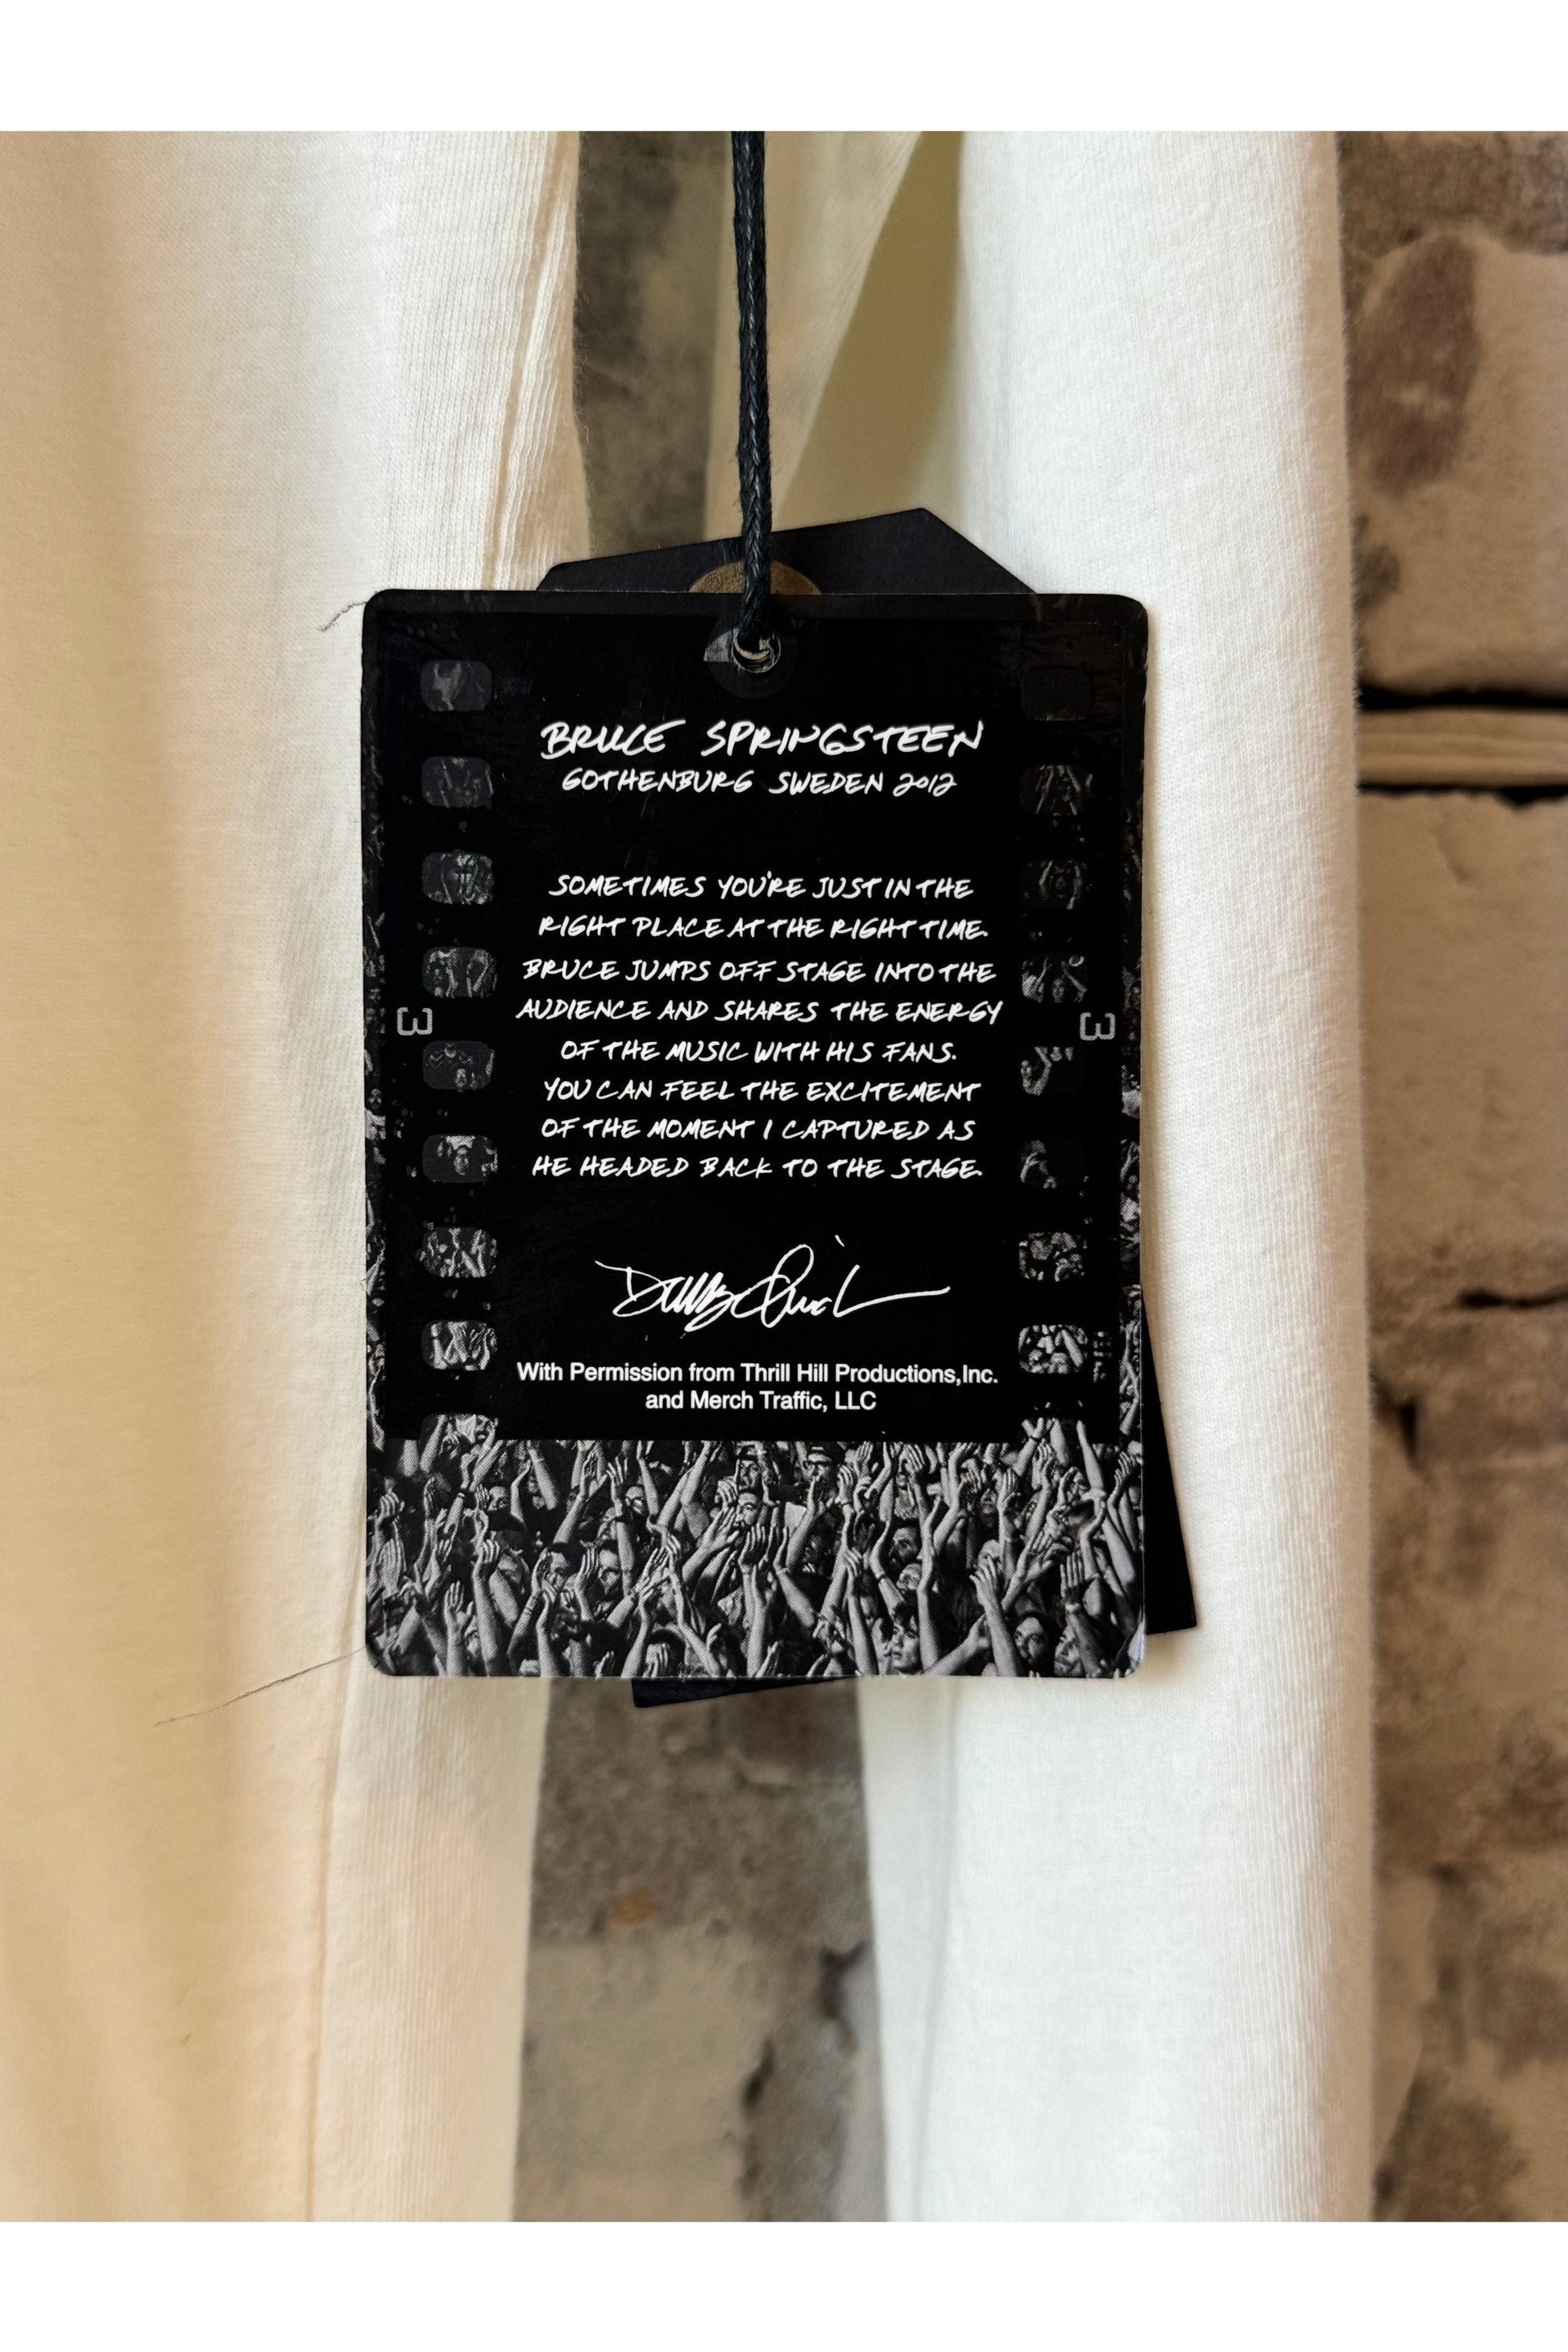 BRUCE SPRINGSTEEN
GOTHENBURG SWEDEN 2012
SOMETIMES YOU'RE JUST IN THE
RIGHT PLACE AT THE RIGHT TIME.
BRUCE JUMPS OFF STAGE INTO THE
AUDIENCE AND SHARES THE ENERGY
OF THE MUSIC WITH HIS FANS.
YOU CAN FEEL THE EXCITEMENT
OF THE MOMENT I CAPTURED AS
HE HEADED BACK TO THE STAGE.
3
3
With Permission from Thrill Hill Productions,Inc.
and Merch Traffic, LLC